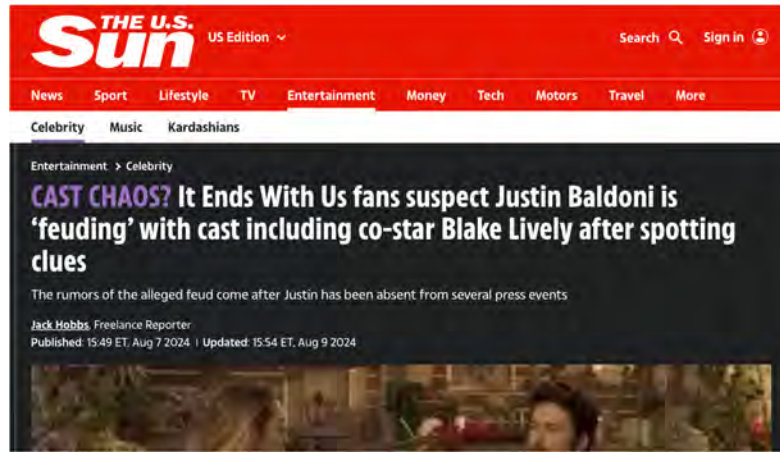 THE U.S.
Sun
US Edition
Search
Sign in
News Sport Lifestyle TV Entertainment Money Tech Motors Travel More
Celebrity Music Kardashians
Entertainment > Celebrity
CAST CHAOS? It Ends With Us fans suspect Justin Baldoni is
‘feuding’ with cast including co-star Blake Lively after spotting
clues
The rumors of the alleged feud come after Justin has been absent from several press events
Jack Hobbs, Freelance Reporter
Published: 15:49 ET, Aug 7 2024 | Updated: 15:54 ET, Aug 9 2024